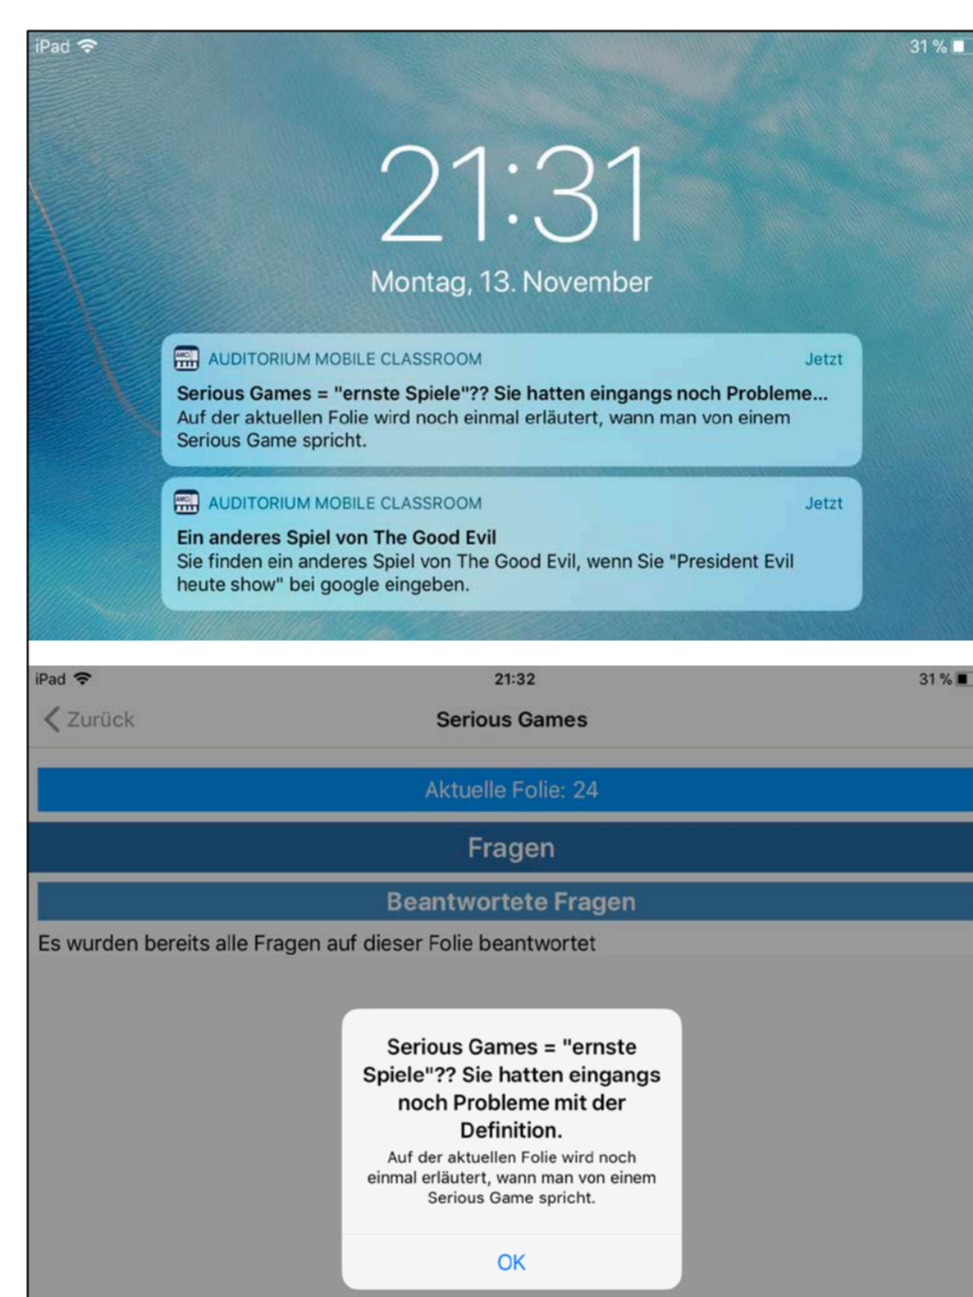 iPad 31 %
21:31
Montag, 13. November
AMCS AUDITORIUM MOBILE CLASSROOM Jetzt
Serious Games = "ernste Spiele"?? Sie hatten eingangs noch Probleme...
Auf der aktuellen Folie wird noch einmal erläutert, wann man von einem
Serious Game spricht.
AMCS AUDITORIUM MOBILE CLASSROOM Jetzt
Ein anderes Spiel von The Good Evil
Sie finden ein anderes Spiel von The Good Evil, wenn Sie "President Evil
heute show" bei google eingeben.
iPad 21:32 31 %
Zurück Serious Games
Aktuelle Folie: 24
Fragen
Beantwortete Fragen
Es wurden bereits alle Fragen auf dieser Folie beantwortet
Serious Games = "ernste
Spiele"?? Sie hatten eingangs
noch Probleme mit der
Definition.
Auf der aktuellen Folie wird noch
einmal erläutert, wann man von einem
Serious Game spricht.
OK